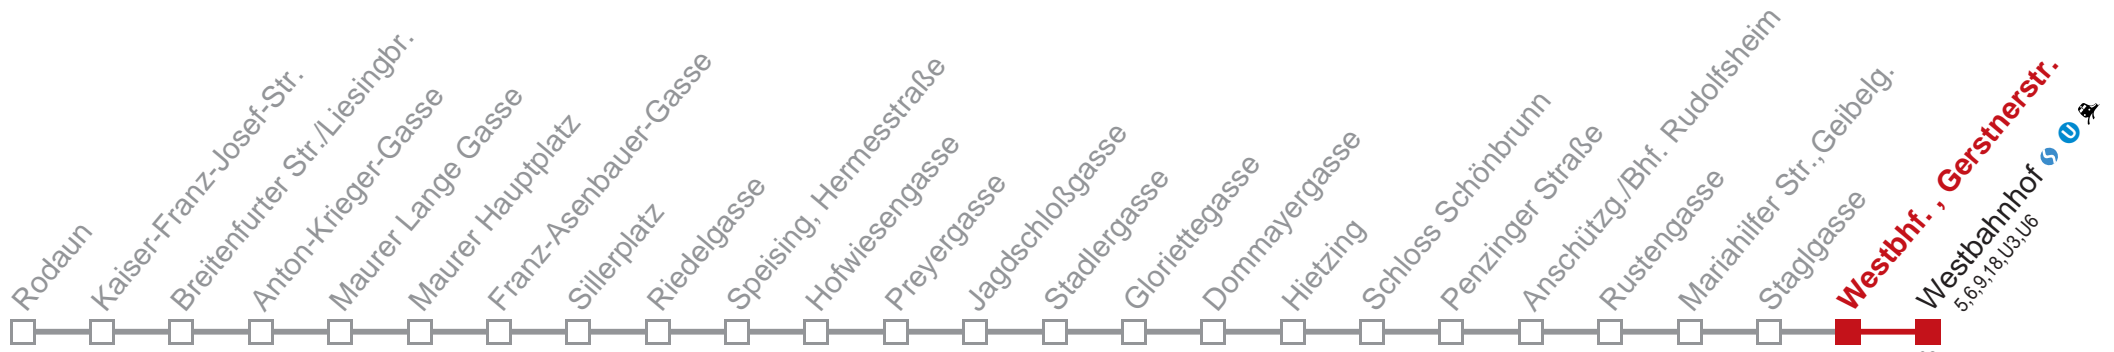 Rodaun
Kaiser-Franz-Josef-Str.
Breitenfurter Str./Liesingbr.
Anton-Krieger-Gasse
Maurer Lange Gasse
Maurer Hauptplatz
Franz-Asenbauer-Gasse
Sillerplatz
Riedelgasse
Speising, Hermesstraße
Hofwiesengasse
Preyergasse
Jagdschloßgasse
Stadlergasse
Gloriettegasse
Dommayergasse
Hietzing
Schloss Schönbrunn
Penzinger Straße
Anschützg./Bhf. Rudolfsheim
Rustengasse
Mariahilfer Str., Geibelg.
Staglgasse
Westbhf. , Gerstnerstr.
Westbahnhof U
5,6,9,18,U3,U6